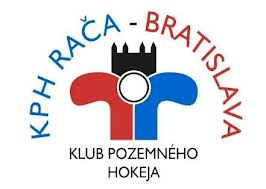 KPH RAČA - BRATISLAVA
KLUB POZEMNÉHO
HOKEJA